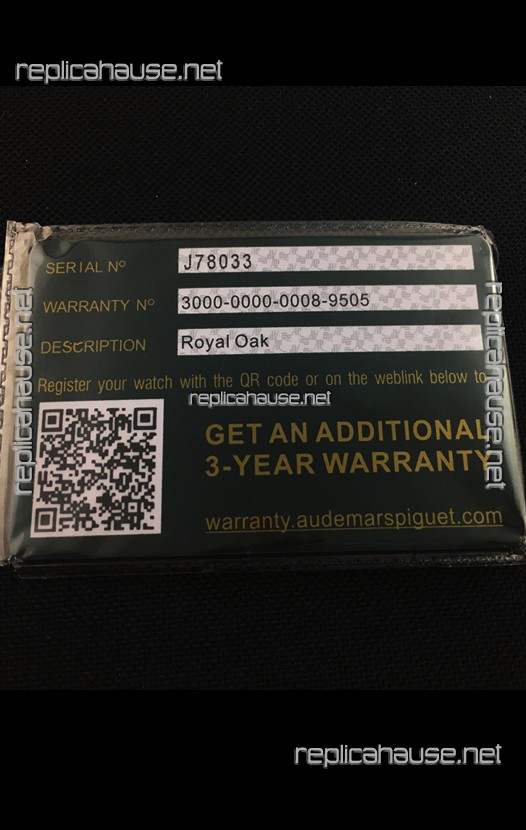 replicahause.net
SERIAL Nº J78033
WARRANTY Nº 3000-0000-0008-9505
DESCRIPTION Royal Oak
Register your watch with the QR code or on the weblink below to
replicahause.net
replicahause.net
replicahause.net
GET AN ADDITIONAL
3-YEAR WARRANTY
warranty.audemarspiguet.com
replicahause.net